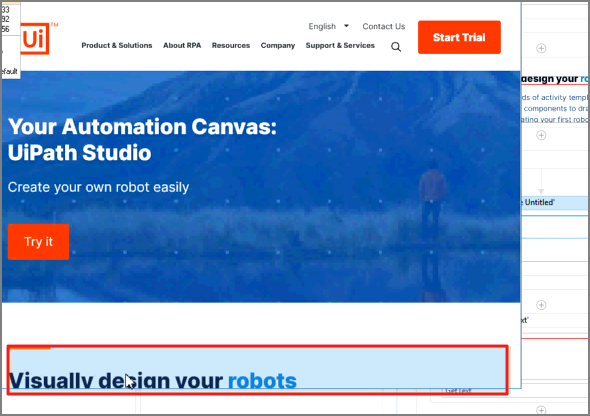 33
92
56
efault
Ui™
English
Contact Us
Product & Solutions
About RPA
Resources
Company
Support & Services
Start Trial
Your Automation Canvas:
UiPath Studio
Create your own robot easily
Try it
Visually design your robots
design your ro
ds of activity templ
components to dra
ating your first robo
e Untitled'
xt'
Get Text